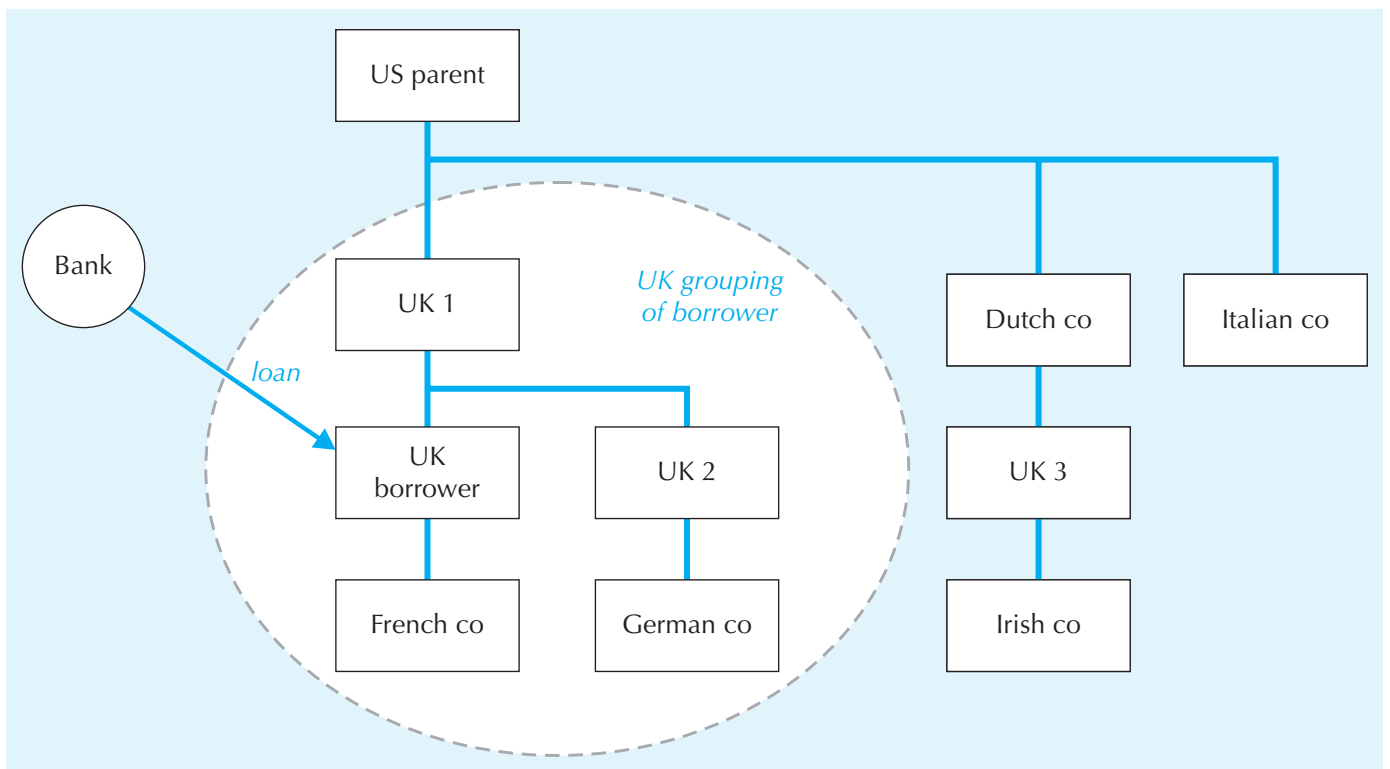 US parent
Bank
UK 1
UK grouping
of borrower
Dutch co
Italian co
loan
UK
borrower
UK 2
UK 3
French co
German co
Irish co